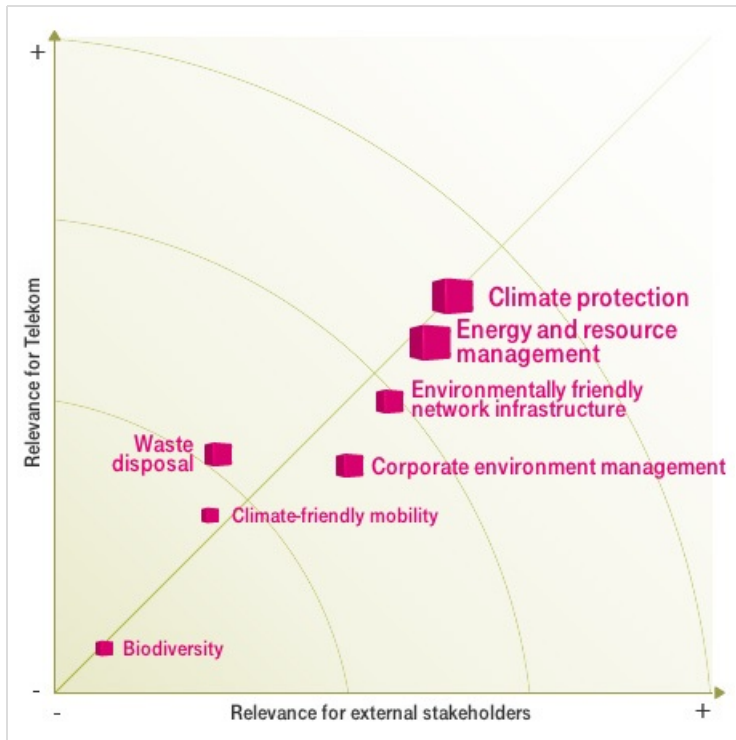 +
Relevance for Telekom
Climate protection
Energy and resource
management
Environmentally friendly
network infrastructure
Waste
disposal
Corporate environment management
Climate-friendly mobility
Biodiversity
-
-
Relevance for external stakeholders
+